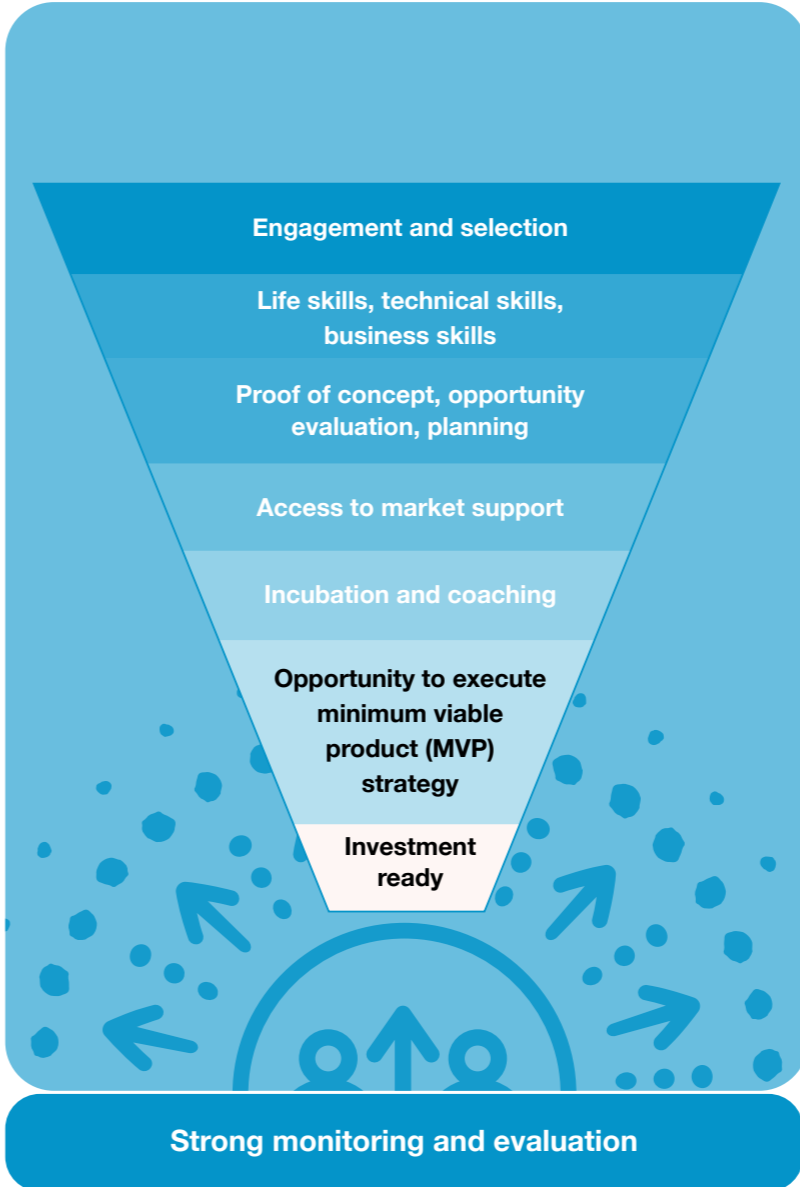 Engagement and selection
Life skills, technical skills,
business skills
Proof of concept, opportunity
evaluation, planning
Access to market support
Incubation and coaching
Opportunity to execute
minimum viable
product (MVP)
strategy
Investment
ready
Strong monitoring and evaluation